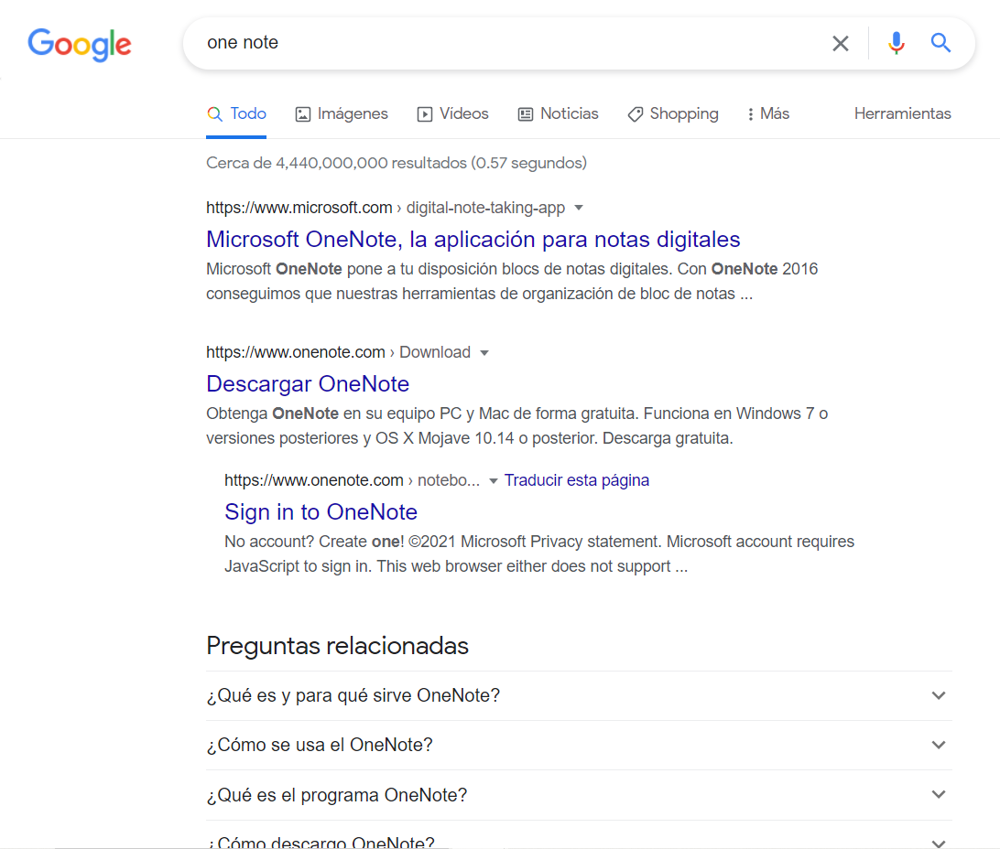 Google
one note
Todo Imágenes Vídeos Noticias Shopping Más Herramientas
Cerca de 4,440,000,000 resultados (0.57 segundos)
https://www.microsoft.com › digital-note-taking-app
Microsoft OneNote, la aplicación para notas digitales
Microsoft OneNote pone a tu disposición blocs de notas digitales. Con OneNote 2016
conseguimos que nuestras herramientas de organización de bloc de notas ...
https://www.onenote.com › Download
Descargar OneNote
Obtenga OneNote en su equipo PC y Mac de forma gratuita. Funciona en Windows 7 o
versiones posteriores y OS X Mojave 10.14 o posterior. Descarga gratuita.
https://www.onenote.com › notebo... Traducir esta página
Sign in to OneNote
No account? Create one! ©2021 Microsoft Privacy statement. Microsoft account requires
JavaScript to sign in. This web browser either does not support ...
Preguntas relacionadas
¿Qué es y para qué sirve OneNote?
¿Cómo se usa el OneNote?
¿Qué es el programa OneNote?
¿Cómo descargo OneNote?